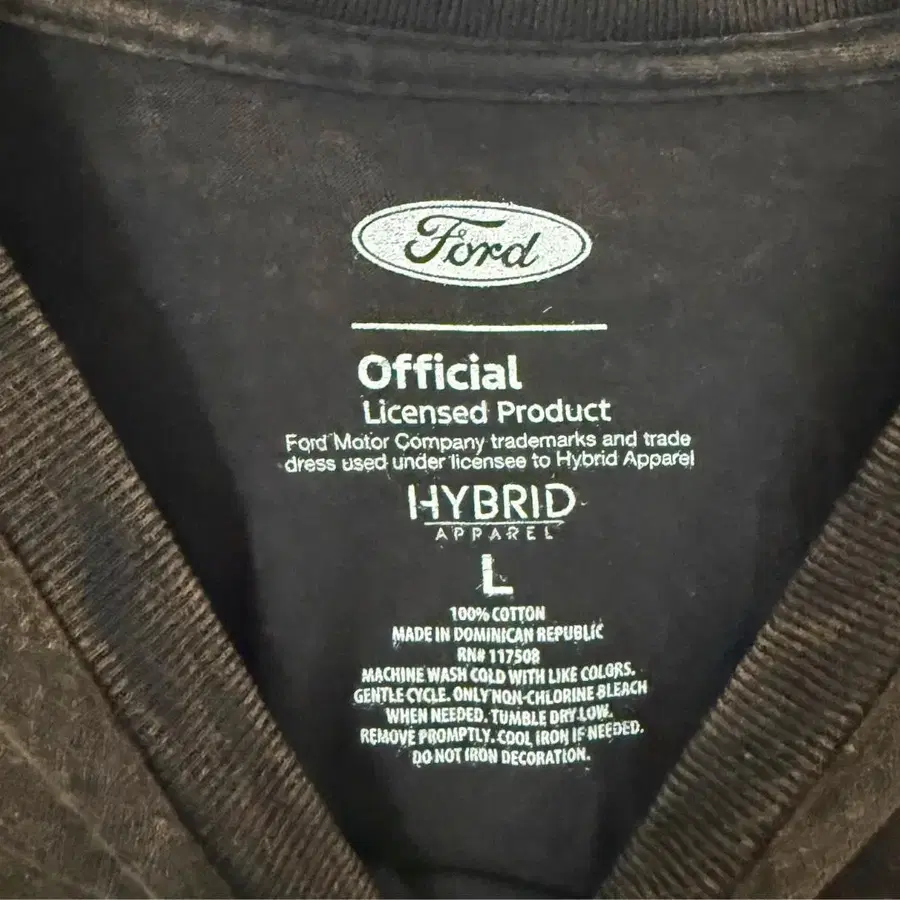 Ford
Official
Licensed Product
Ford Motor Company trademarks and trade
dress used under licensee to Hybrid Apparel
HYBRID
APPAREL
L
100% COTTON
MADE IN DOMINICAN REPUBLIC
RN# 117508
MACHINE WASH COLD WITH LIKE COLORS.
GENTLE CYCLE. ONLY NON-CHLORINE BLEACH
WHEN NEEDED. TUMBLE DRY LOW.
REMOVE PROMPTLY. COOL IRON IF NEEDED.
DO NOT IRON DECORATION.